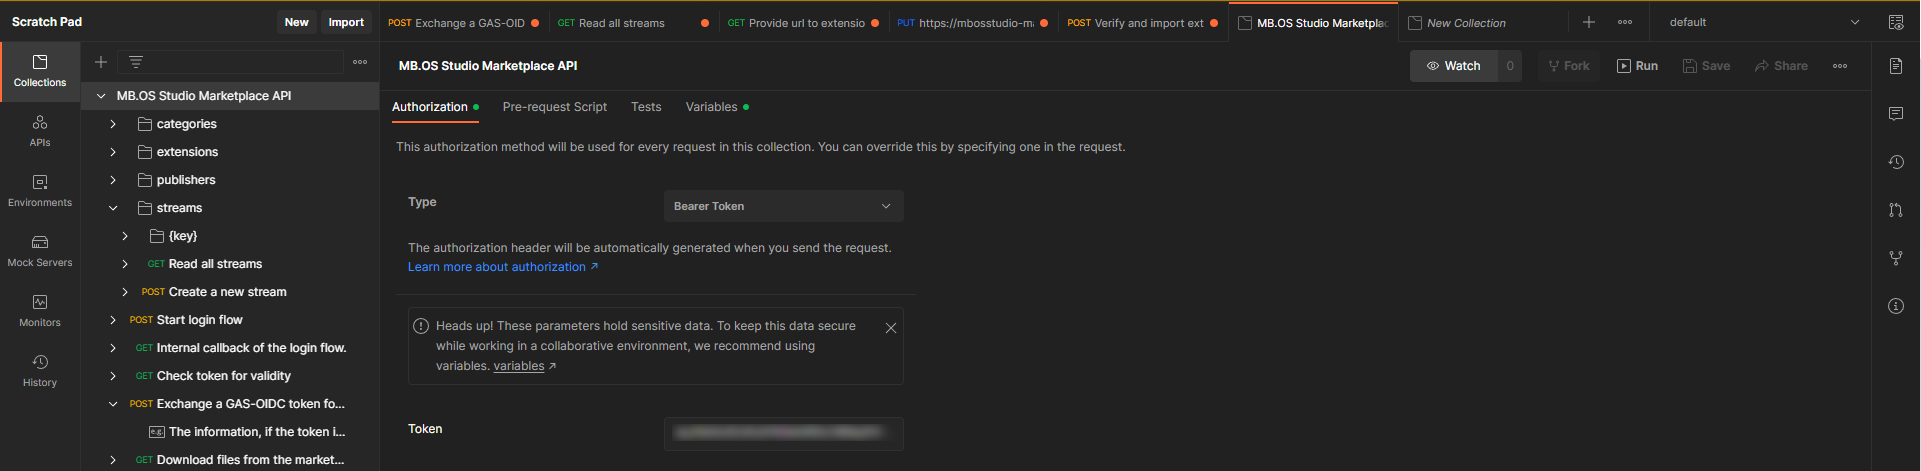 Scratch Pad
New
Import
POST Exchange a GAS-OID
GET Read all streams
GET Provide url to extensio
PUT https://mbosstudio-ma
POST Verify and import ext
MB.OS Studio Marketplac
New Collection
default
Collections
APIs
Environments
Mock Servers
Monitors
History
MB.OS Studio Marketplace API
categories
extensions
publishers
streams
{key}
GET Read all streams
POST Create a new stream
POST Start login flow
GET Internal callback of the login flow.
GET Check token for validity
POST Exchange a GAS-OIDC token fo...
e.g. The information, if the token i...
GET Download files from the market...
MB.OS Studio Marketplace API
Watch 0
Fork
Run
Save
Share
Authorization
Pre-request Script
Tests
Variables
This authorization method will be used for every request in this collection. You can override this by specifying one in the request.
Type
Bearer Token
The authorization header will be automatically generated when you send the request.
Learn more about authorization ↗
Heads up! These parameters hold sensitive data. To keep this data secure
while working in a collaborative environment, we recommend using
variables. variables ↗
Token